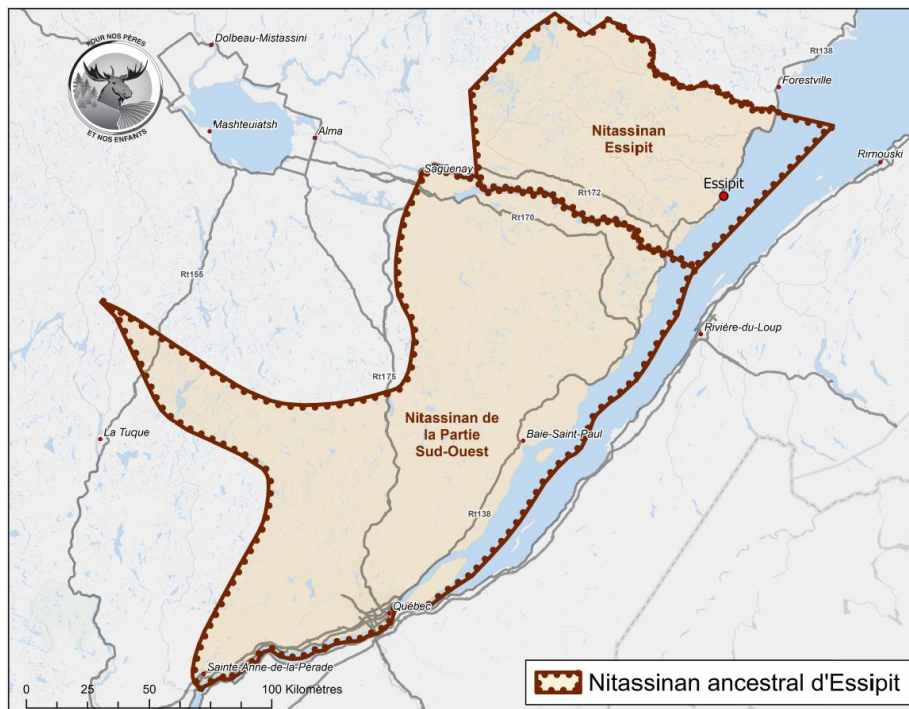 POUR NOS PÈRES
ET NOS ENFANTS
Dolbeau-Mistassini
Rt138
Forestville
Mashteuiatsh
Alma
Nitassinan
Essipit
Rimouski
Saguenay
Essipit
Rt172
Rt170
Rt155
Rivière-du-Loup
Rt175
Nitassinan de
la Partie
Sud-Ouest
La Tuque
Baie-Saint-Paul
Rt138
Québec
Sainte-Anne-de-la-Pérade
0 25 50 100 Kilomètres
Nitassinan ancestral d'Essipit